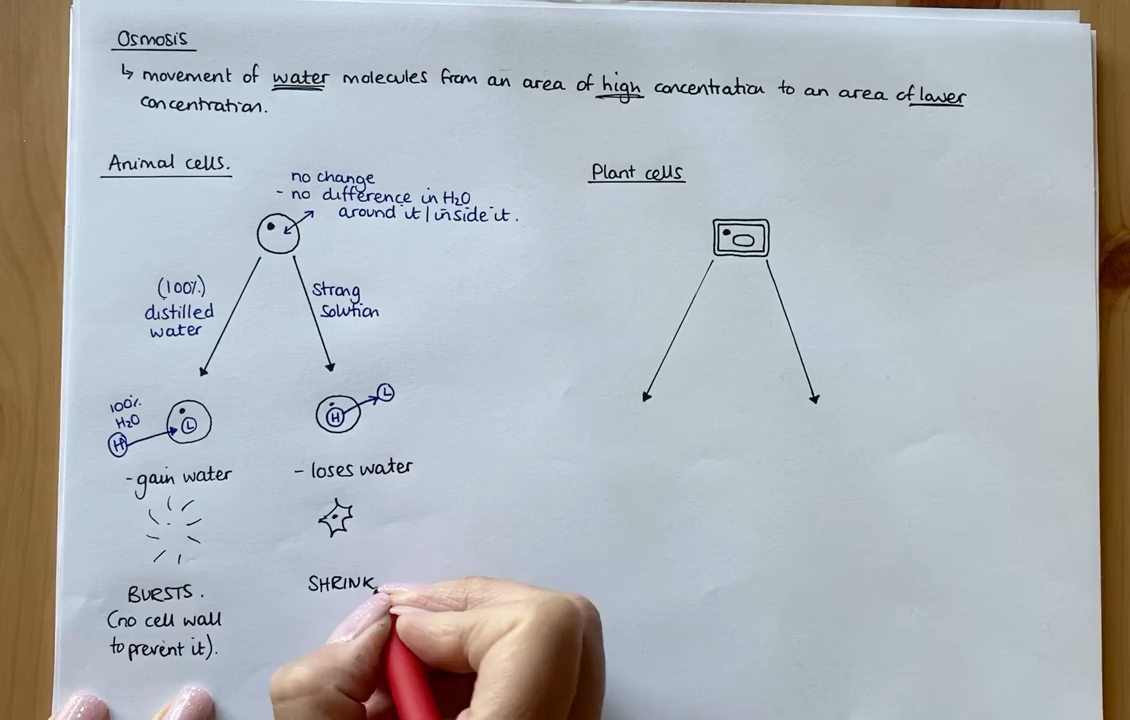 Osmosis
↳ movement of water molecules from an area of high concentration to an area of lower
concentration.
Animal cells.
no change
- no difference in H₂O
around it / inside it.
(100%)
distilled
water
Strong
Solution
100%
H₂O
H
L
H
L
- gain water
- loses water
BURSTS.
(no cell wall
to prevent it).
SHRINK
Plant cells